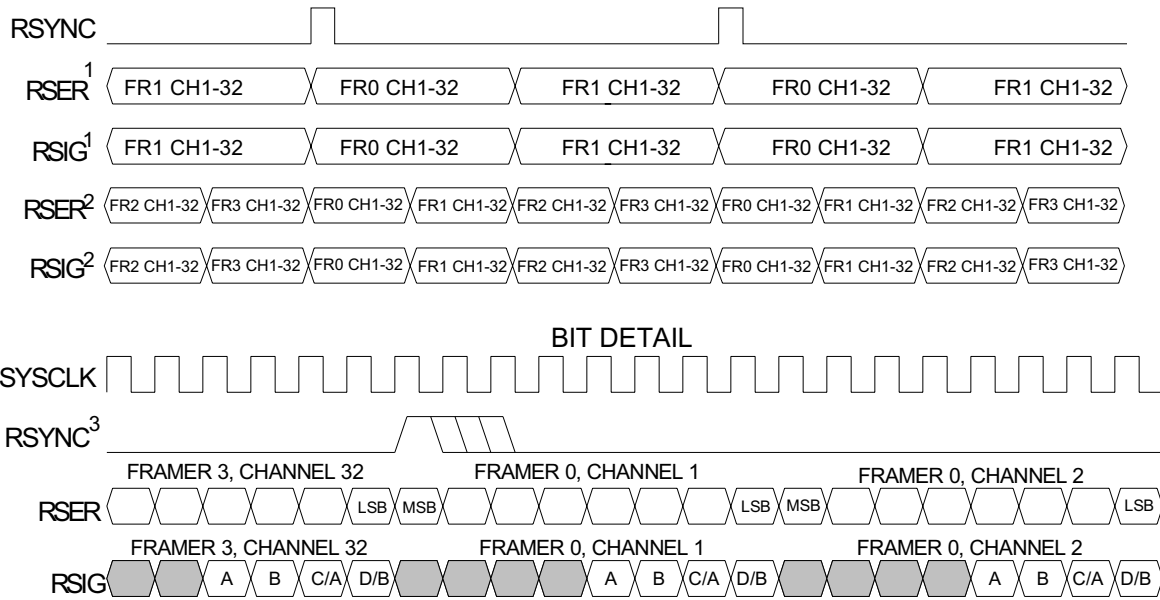 RSYNC
RSER1 FR1 CH1-32 FR0 CH1-32 FR1 CH1-32 FR0 CH1-32 FR1 CH1-32
RSIG1 FR1 CH1-32 FR0 CH1-32 FR1 CH1-32 FR0 CH1-32 FR1 CH1-32
RSER2 FR2 CH1-32 FR3 CH1-32 FR0 CH1-32 FR1 CH1-32 FR2 CH1-32 FR3 CH1-32 FR0 CH1-32 FR1 CH1-32 FR2 CH1-32 FR3 CH1-32
RSIG2 FR2 CH1-32 FR3 CH1-32 FR0 CH1-32 FR1 CH1-32 FR2 CH1-32 FR3 CH1-32 FR0 CH1-32 FR1 CH1-32 FR2 CH1-32 FR3 CH1-32
BIT DETAIL
SYSCLK
RSYNC3
FRAMER 3, CHANNEL 32 FRAMER 0, CHANNEL 1 FRAMER 0, CHANNEL 2
RSER LSB MSB LSB MSB LSB
FRAMER 3, CHANNEL 32 FRAMER 0, CHANNEL 1 FRAMER 0, CHANNEL 2
RSIG A B C/A D/B A B C/A D/B A B C/A D/B